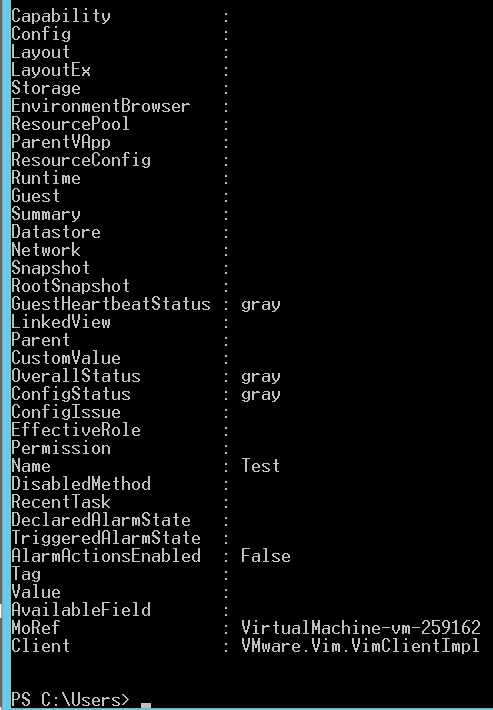 Capability           :
Config               :
Layout               :
LayoutEx             :
Storage              :
EnvironmentBrowser   :
ResourcePool         :
ParentVApp           :
ResourceConfig       :
Runtime              :
Guest                :
Summary              :
Datastore            :
Network              :
Snapshot             :
RootSnapshot         :
GuestHeartbeatStatus : gray
LinkedView           :
Parent               :
CustomValue          :
OverallStatus        : gray
ConfigStatus         : gray
ConfigIssue          :
EffectiveRole        :
Permission           :
Name                 : Test
DisabledMethod       :
RecentTask           :
DeclaredAlarmState   :
TriggeredAlarmState  :
AlarmActionsEnabled  : False
Tag                  :
Value                :
AvailableField       :
MoRef                : VirtualMachine-vm-259162
Client               : VMware.Vim.VimClientImpl
PS C:\Users>